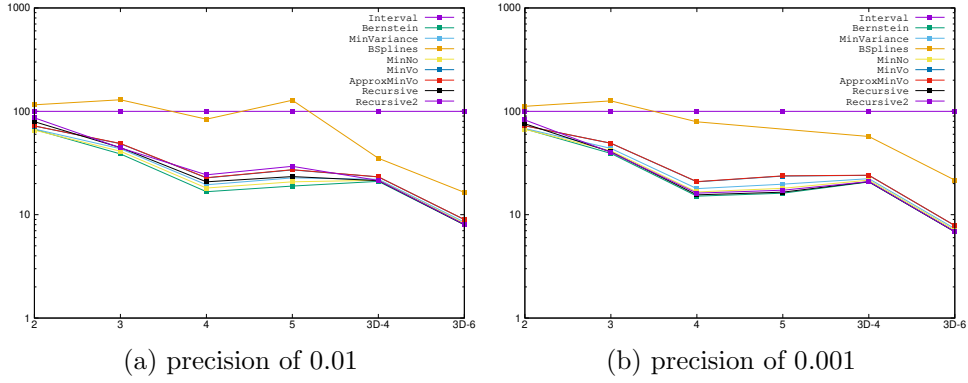 1000
100
10
1
2
3
4
5
3D-4
3D-6
Interval
Bernstein
MinVariance
BSplines
MinNo
MinVo
ApproxMinVo
Recursive
Recursive2
(a) precision of 0.01
1000
100
10
1
2
3
4
5
3D-4
3D-6
Interval
Bernstein
MinVariance
BSplines
MinNo
MinVo
ApproxMinVo
Recursive
Recursive2
(b) precision of 0.001